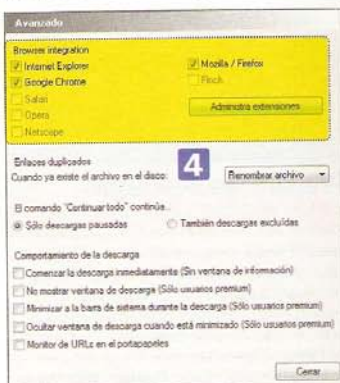 Avanzado
Browser integration
Internet Explorer
Mozilla / Firefox
Google Chrome
Finch
Safari
Administra extensiones
Opera
Netscape
Enlaces duplicados
Cuando ya existe el archivo en el disco:
4
Renombrar archivo
El comando "Continuar todo" continúa...
Sólo descargas pausadas
También descargas excluídas
Comportamiento de la descarga
Comenzar la descarga inmediatamente (Sin ventana de información)
No mostrar ventana de descarga (Sólo usuarios premium)
Minimizar a la barra de sistema durante la descarga (Sólo usuarios premium)
Ocultar ventana de descarga cuando está minimizado (Sólo usuarios premium)
Monitor de URLs en el portapapeles
Cerrar